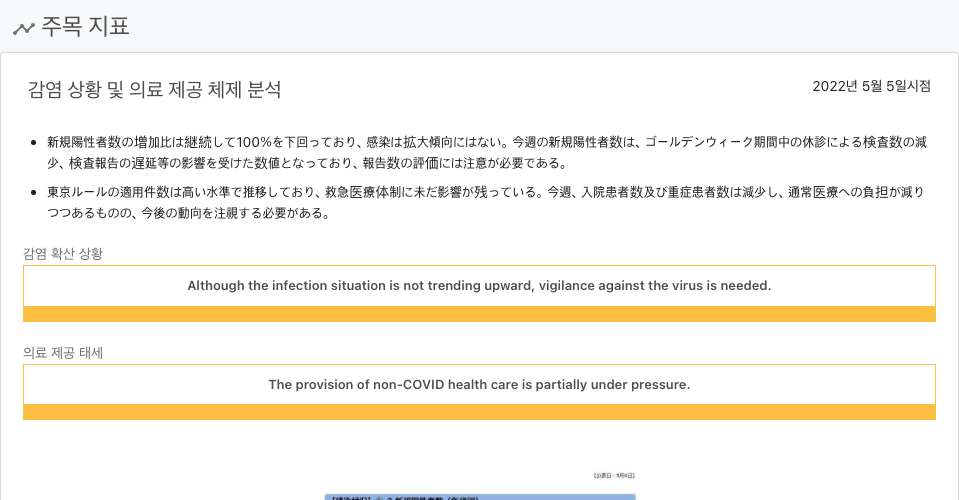 주목 지표
감염 상황 및 의료 제공 체제 분석
2022년 5월 5일시점
新規陽性者数の増加比は継続して100%を下回っており、感染は拡大傾向にはない。今週の新規陽性者数は、ゴールデンウィーク期間中の休診による検査数の減
少、検査報告の遅延等の影響を受けた数値となっており、報告数の評価には注意が必要である。
東京ルールの適用件数は高い水準で推移しており、救急医療体制に未だ影響が残っている。今週、入院患者数及び重症患者数は減少し、通常医療への負担が減り
つつあるものの、今後の動向を注視する必要がある。
감염 확산 상황
Although the infection situation is not trending upward, vigilance against the virus is needed.
의료 제공 태세
The provision of non-COVID health care is partially under pressure.